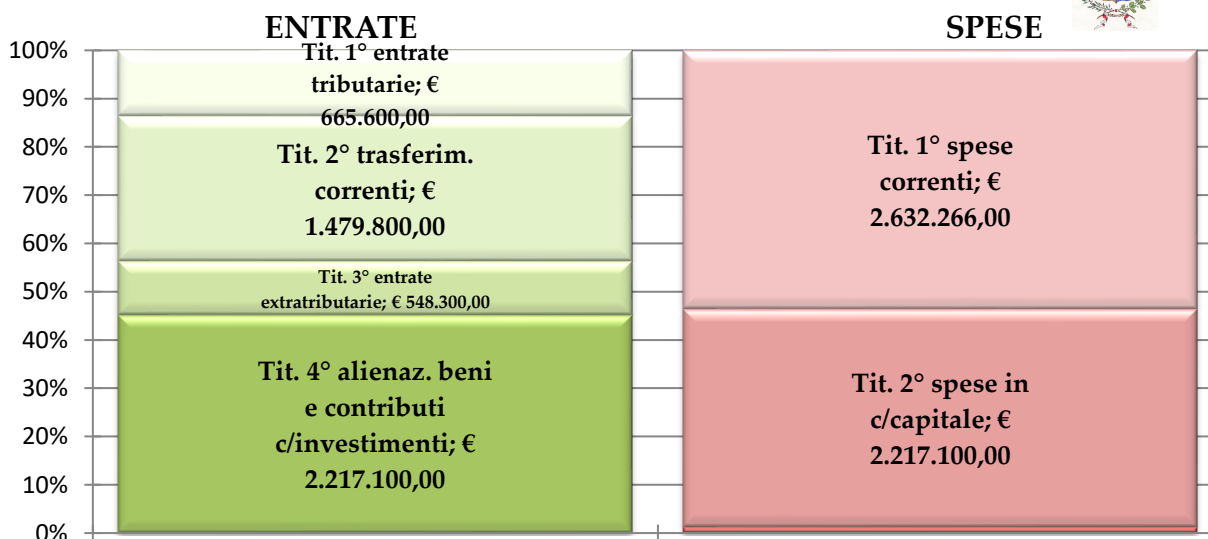 ENTRATE
SPESE
100%
90%
80%
70%
60%
50%
40%
30%
20%
10%
0%
Tit. 1° entrate
tributarie; €
665.600,00
Tit. 2° trasferim.
correnti; €
1.479.800,00
Tit. 3° entrate
extratributarie; € 548.300,00
Tit. 4° alienaz. beni
e contributi
c/investimenti; €
2.217.100,00
Tit. 1° spese
correnti; €
2.632.266,00
Tit. 2° spese in
c/capitale; €
2.217.100,00